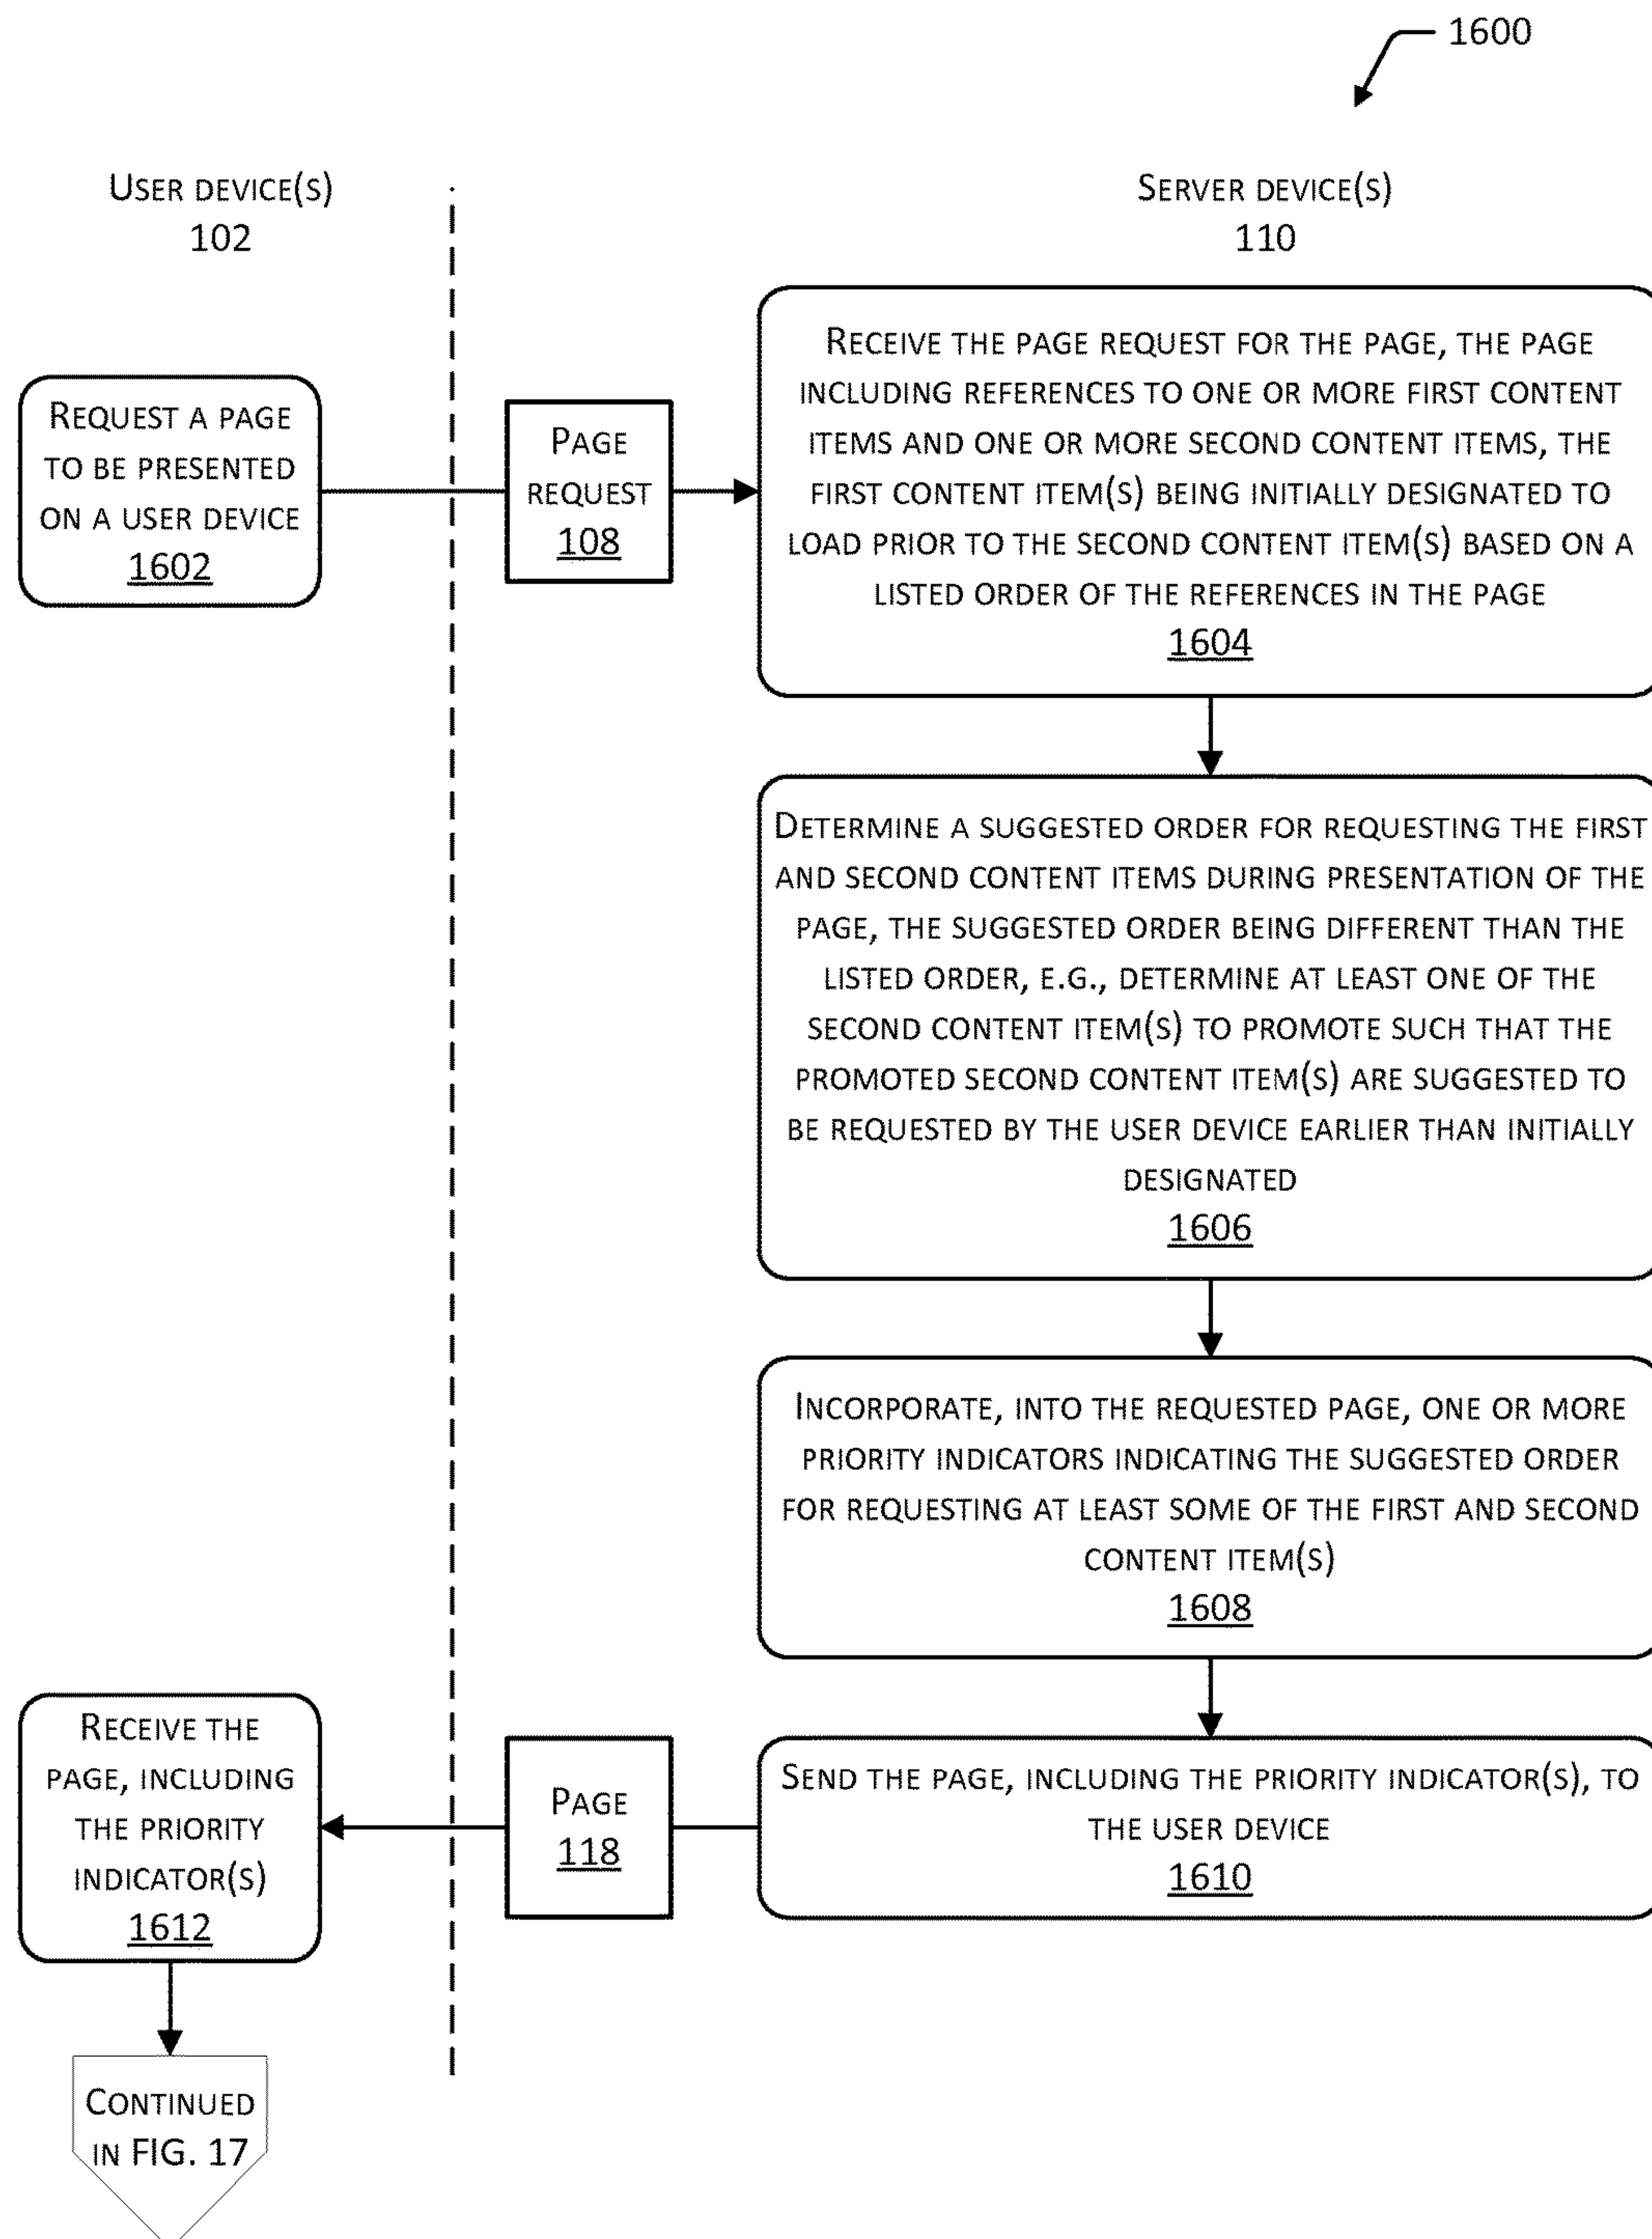 1600
User device(s)
102
Server device(s)
110
Request a page
to be presented
on a user device
1602
Page
request
108
Receive the page request for the page, the page
including references to one or more first content
items and one or more second content items, the
first content item(s) being initially designated to
load prior to the second content item(s) based on a
listed order of the references in the page
1604
Determine a suggested order for requesting the first
and second content items during presentation of the
page, the suggested order being different than the
listed order, e.g., determine at least one of the
second content item(s) to promote such that the
promoted second content item(s) are suggested to
be requested by the user device earlier than initially
designated
1606
Incorporate, into the requested page, one or more
priority indicators indicating the suggested order
for requesting at least some of the first and second
content item(s)
1608
Send the page, including the priority indicator(s), to
the user device
1610
Page
118
Receive the
page, including
the priority
indicator(s)
1612
Continued
in FIG. 17